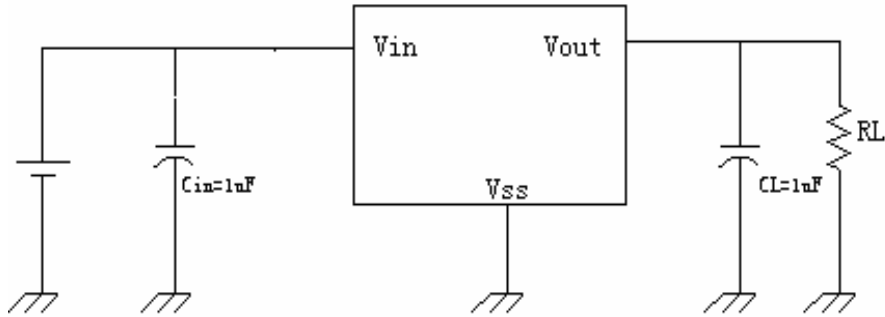 Vin
Vout
RL
Cin=1uF
Vss
CL=1uF